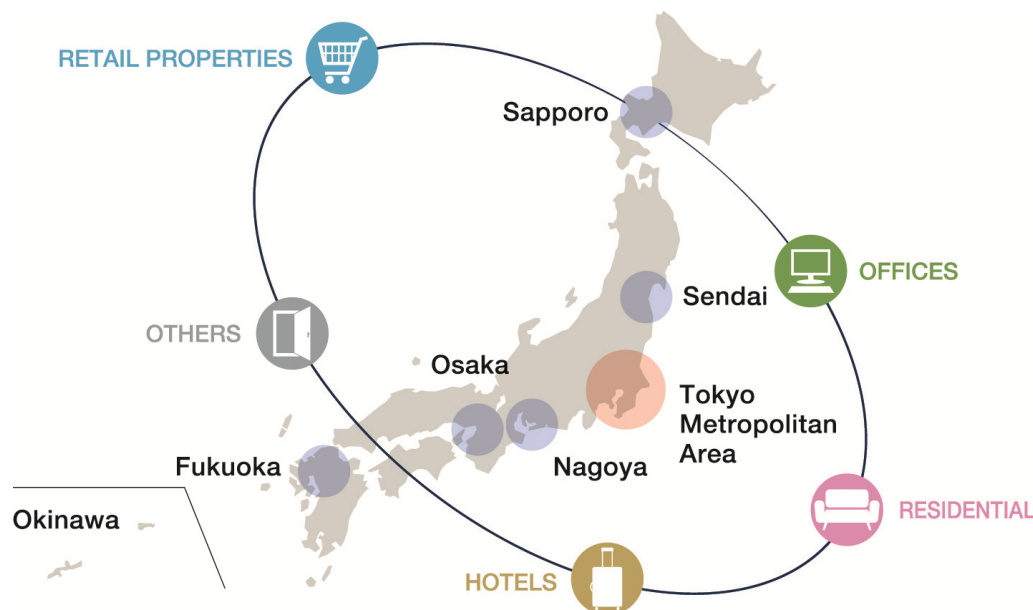 RETAIL PROPERTIES
Sapporo
OFFICES
Sendai
OTHERS
Osaka
Tokyo
Metropolitan
Area
Nagoya
Fukuoka
Okinawa
RESIDENTIAL
HOTELS